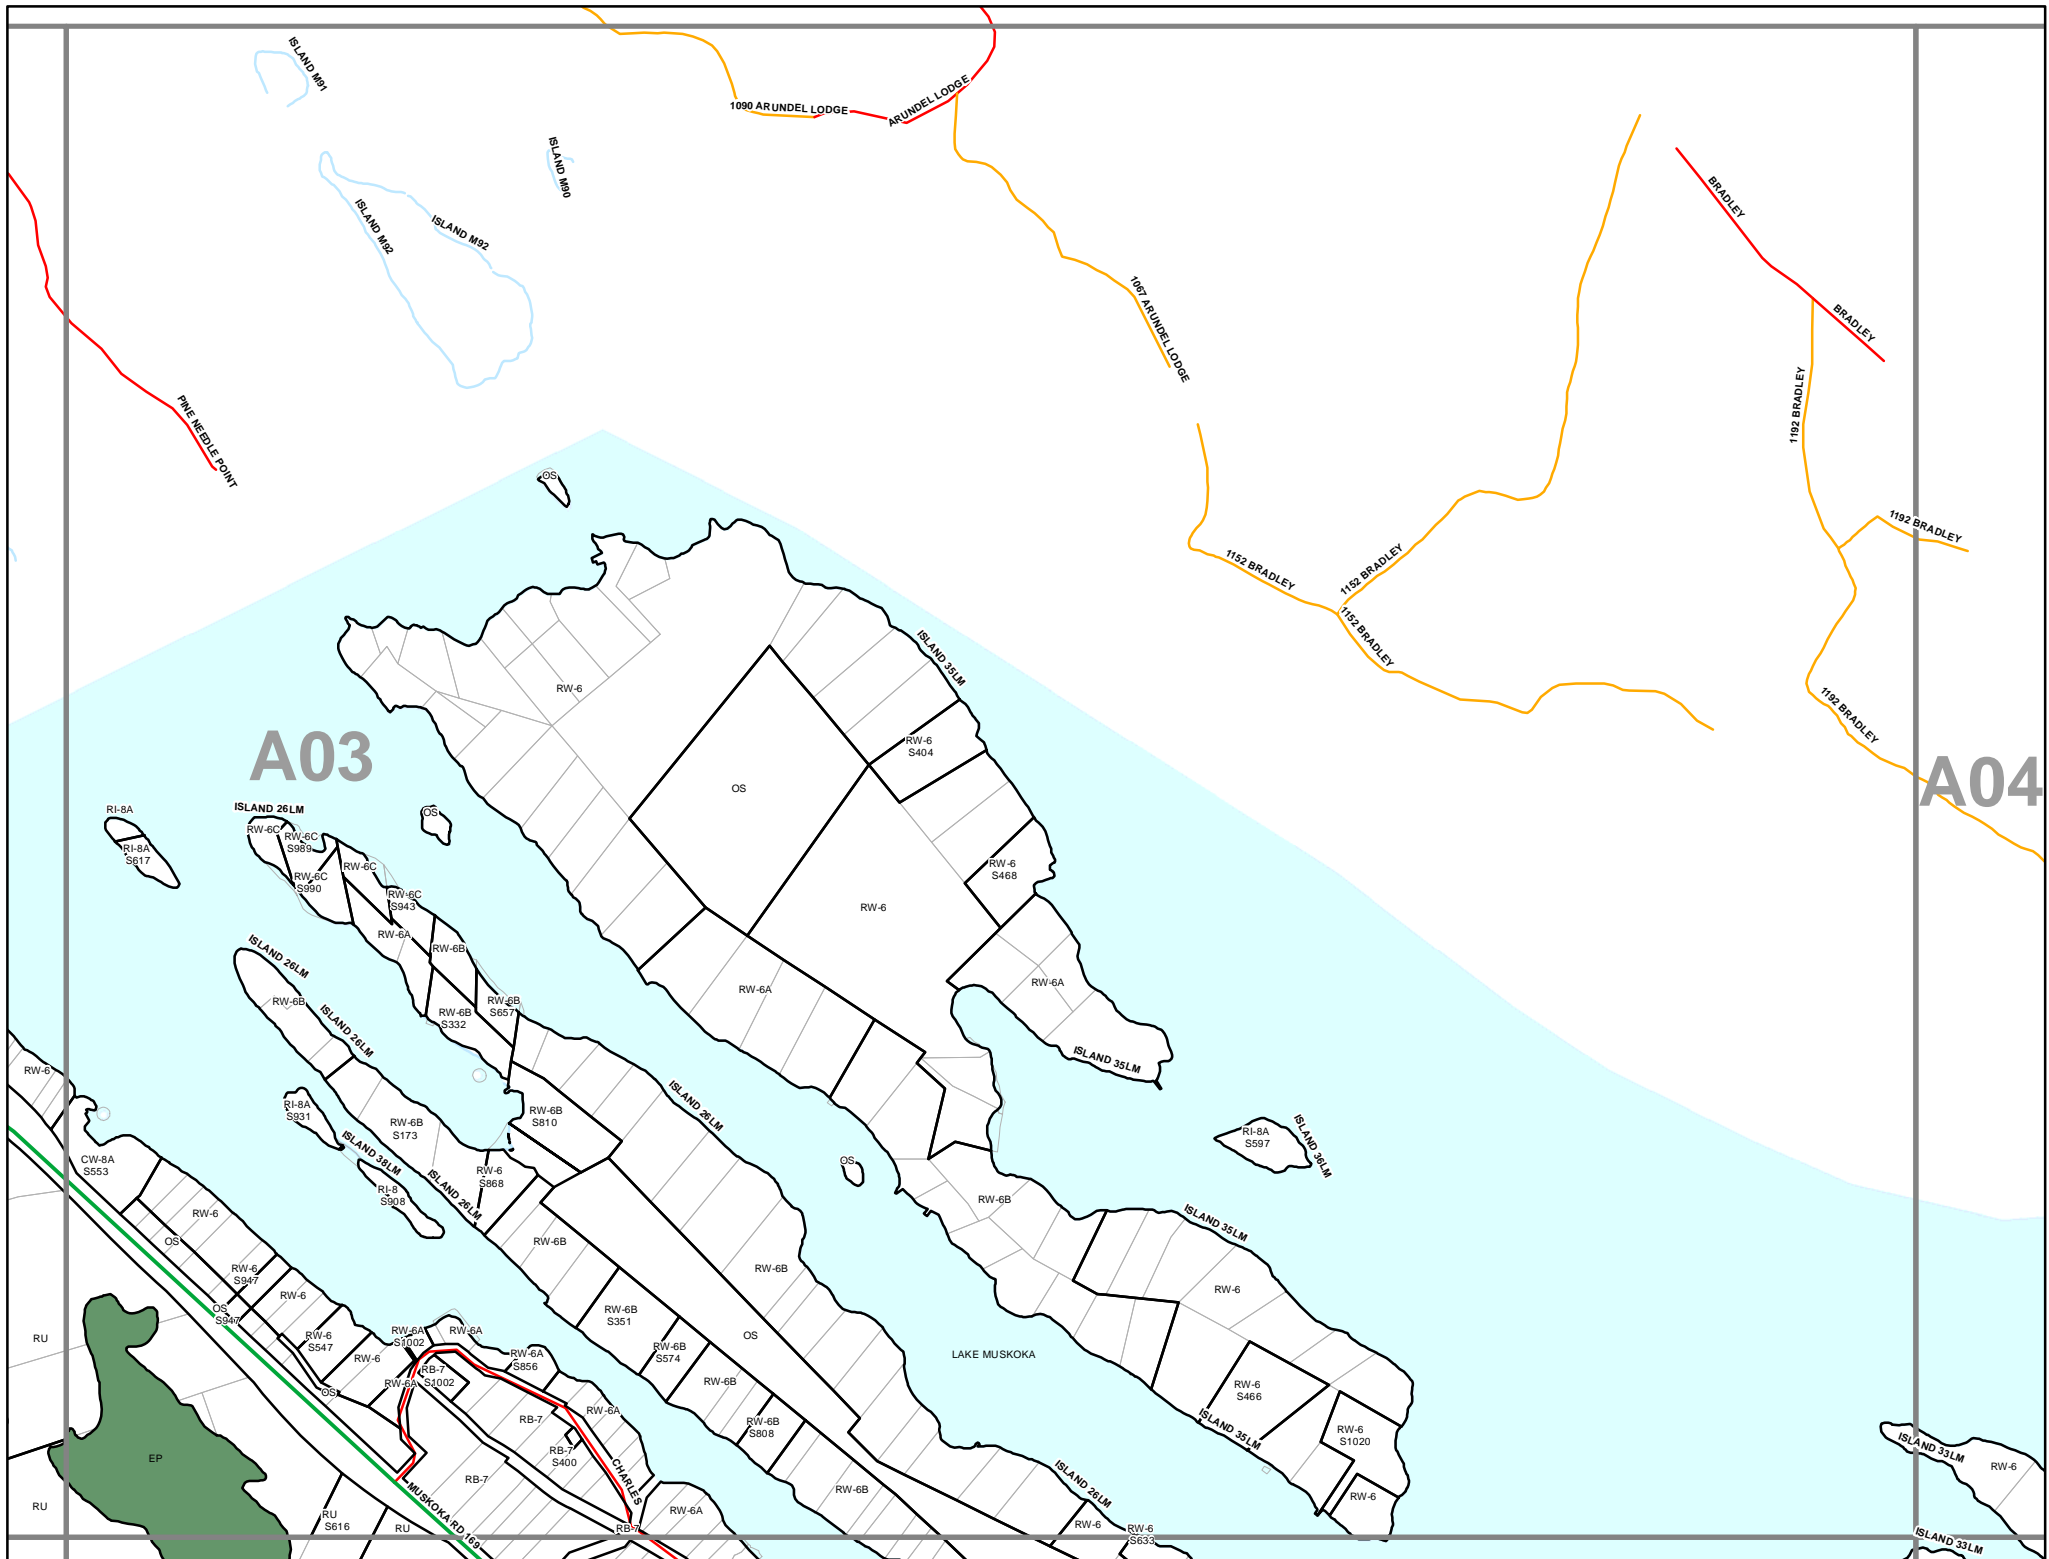 ISLAND M91
1090 ARUNDEL LODGE
ARUNDEL LODGE
ISLAND M90
ISLAND M92
ISLAND M92
BRADLEY
1067 ARUNDEL LODGE
BRADLEY
PINE NEEDLE POINT
1192 BRADLEY
OS
1192 BRADLEY
1152 BRADLEY
1152 BRADLEY
1152 BRADLEY
ISLAND 35LM
RW-6
1192 BRADLEY
A03
RW-6
S404
A04
OS
RI-8A
ISLAND 26LM
OS
RW-6C
RW-6C
S989
RI-8A
S617
RW-6C
RW-6C
S990
RW-6
S468
RW-6C
S943
RW-6
RW-6A
RW-6B
ISLAND 26LM
RW-6A
RW-6A
RW-6B
RW-6B
S657
RW-6B
S332
ISLAND 26LM
ISLAND 35LM
RW-6
ISLAND 26LM
RI-8A
S931
RW-6B
S810
RW-6B
S173
RI-8A
S597
ISLAND 36LM
ISLAND 38LM
CW-8A
S553
OS
RW-6
S868
ISLAND 26LM
RI-8
S908
RW-6B
RW-6
ISLAND 35LM
OS
RW-6B
RW-6B
RW-6
S947
RW-6
RW-6
OS
S947
RW-6B
S351
RU
RW-6
S547
RW-6A
S1002
RW-6A
OS
RW-6B
S574
LAKE MUSKOKA
RW-6
RW-6A
S856
RB-7
S1002
RW-6A
OS
RW-6B
RW-6
S466
RW-6A
RB-7
RW-6B
S808
ISLAND 35LM
RW-6
S1020
RB-7
S400
EP
RB-7
CHARLES
ISLAND 33LM
RW-6
RW-6B
ISLAND 26LM
RW-6
RU
MUSKOKA RD 169
RW-6A
RU
S616
RU
RB-7
RW-6
RW-6
S633
ISLAND 33LM